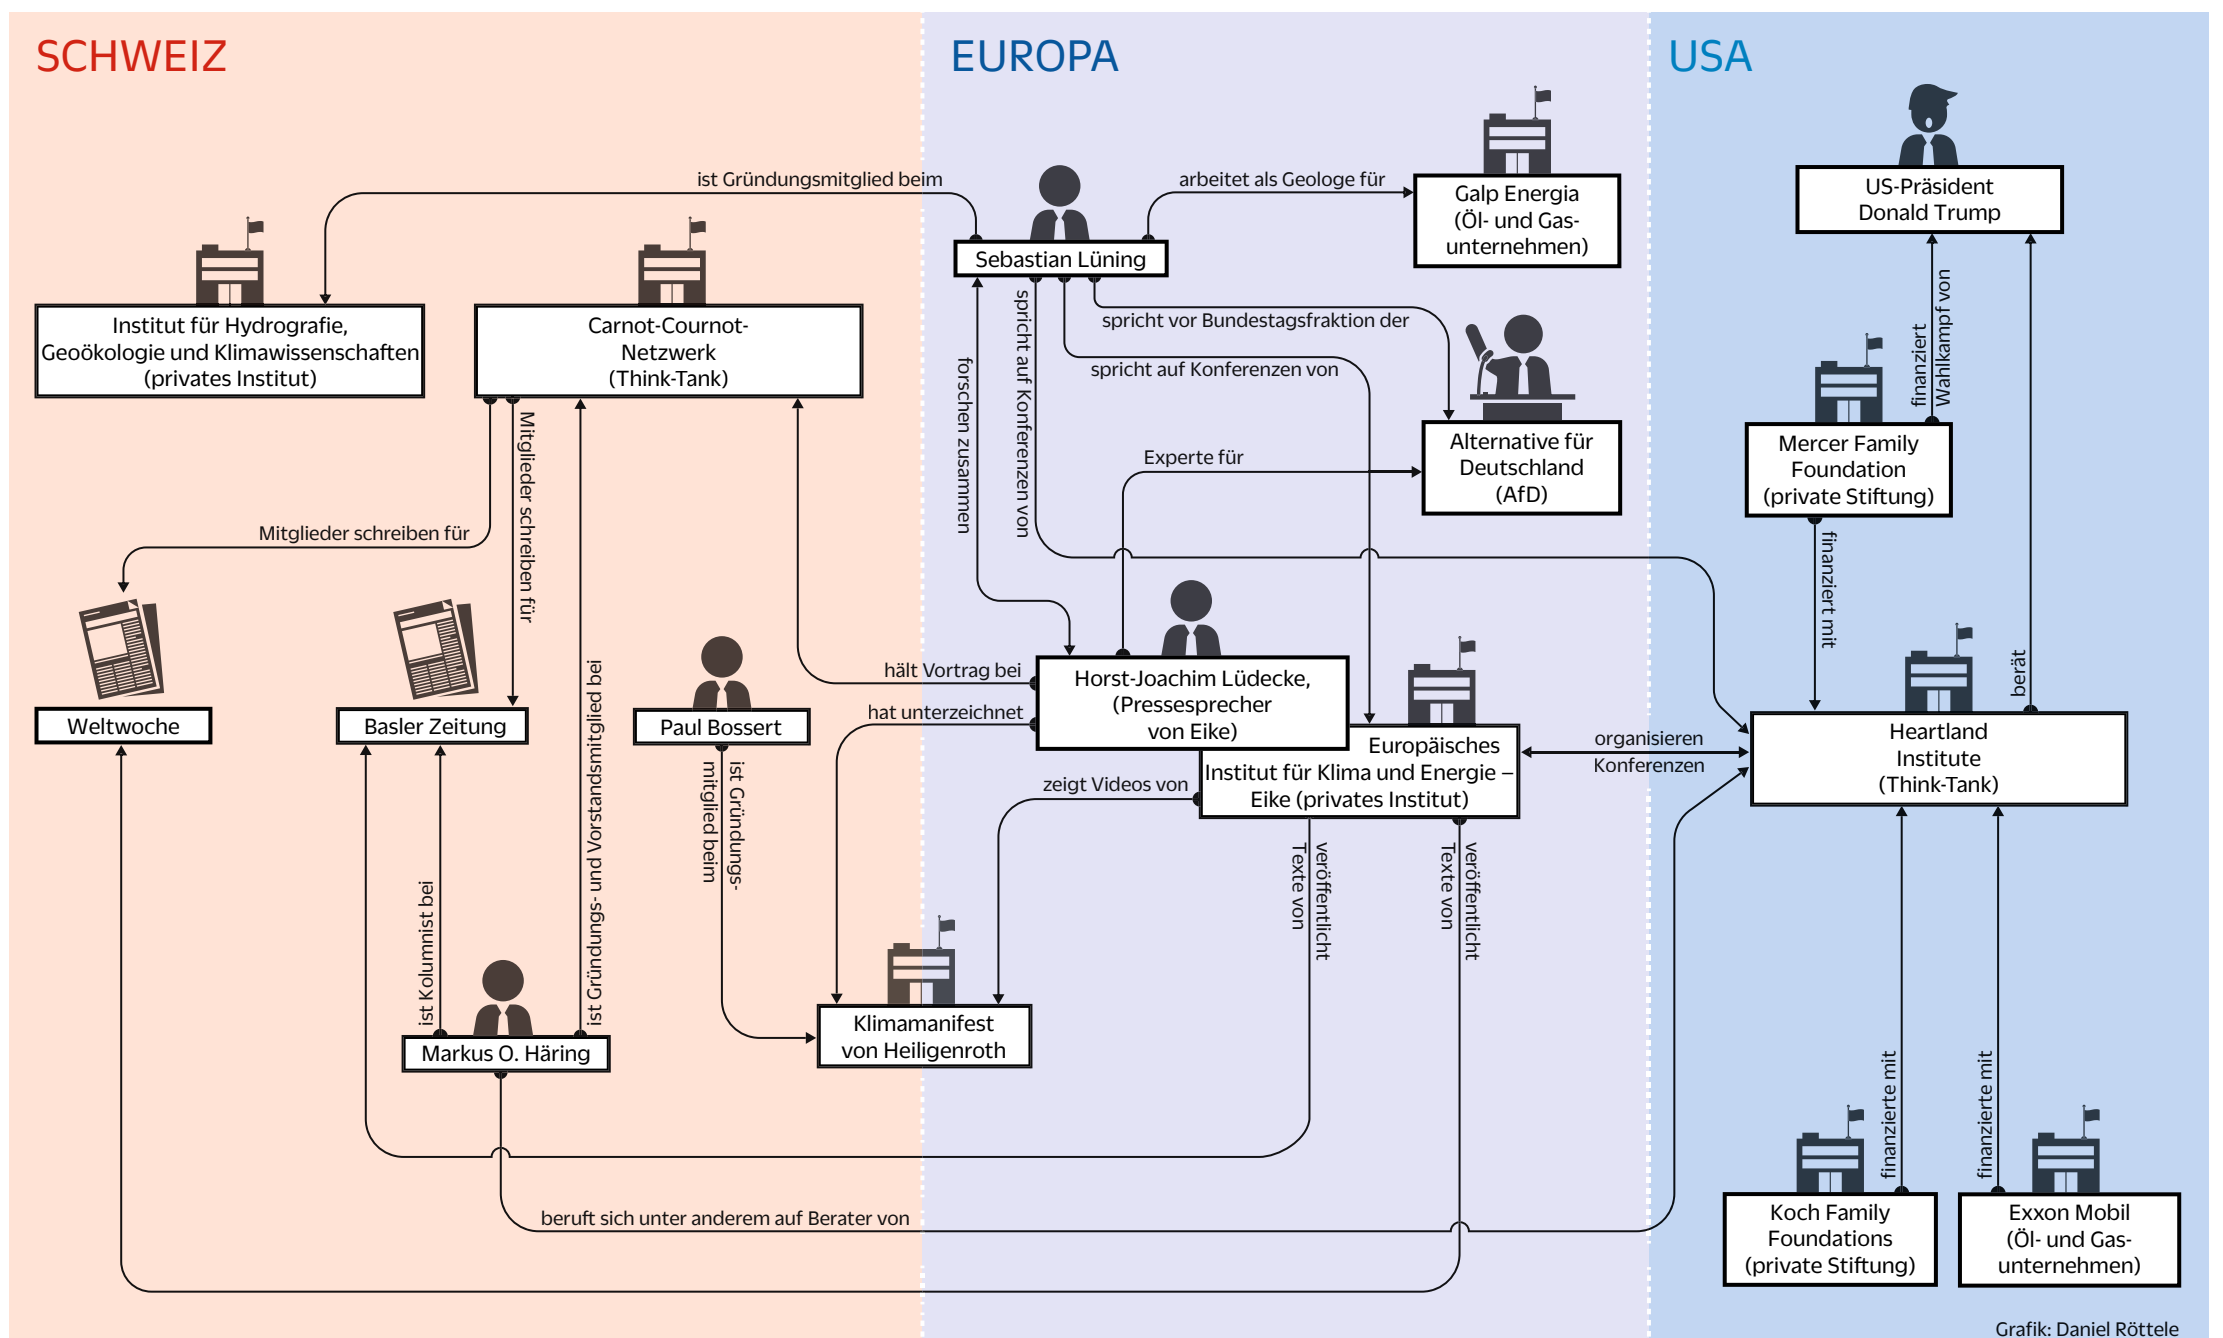 SCHWEIZ
EUROPA
USA
ist Gründungsmitglied beim
arbeitet als Geologe für
Galp Energia
(Öl- und Gas-
unternehmen)
US-Präsident
Donald Trump
Sebastian Lüning
Institut für Hydrografie,
Geoökologie und Klimawissenschaften
(privates Institut)
Carnot-Cournot-
Netzwerk
(Think-Tank)
spricht vor Bundestagsfraktion der
spricht auf Konferenzen von
spricht auf Konferenzen von
forschen zusammen
finanziert
Wahlkampf von
Mitglieder schreiben für
Mitglieder schreiben für
Experte für
Alternative für
Deutschland
(AfD)
Mercer Family
Foundation
(private Stiftung)
finanziert mit
berät
hält Vortrag bei
hat unterzeichnet
Horst-Joachim Lüdecke,
(Pressesprecher
von Eike)
Weltwoche
Basler Zeitung
Paul Bossert
ist Gründungs-
mitglied beim
ist Gründungs- und Vorstandsmitglied bei
Europäisches
Institut für Klima und Energie –
Eike (privates Institut)
organisieren
Konferenzen
Heartland
Institute
(Think-Tank)
zeigt Videos von
veröffentlicht
Texte von
veröffentlicht
Texte von
ist Kolumnist bei
Markus O. Häring
Klimamanifest
von Heiligenroth
finanzierte mit
finanzierte mit
beruft sich unter anderem auf Berater von
Koch Family
Foundations
(private Stiftung)
Exxon Mobil
(Öl- und Gas-
unternehmen)
Grafik: Daniel Röttele